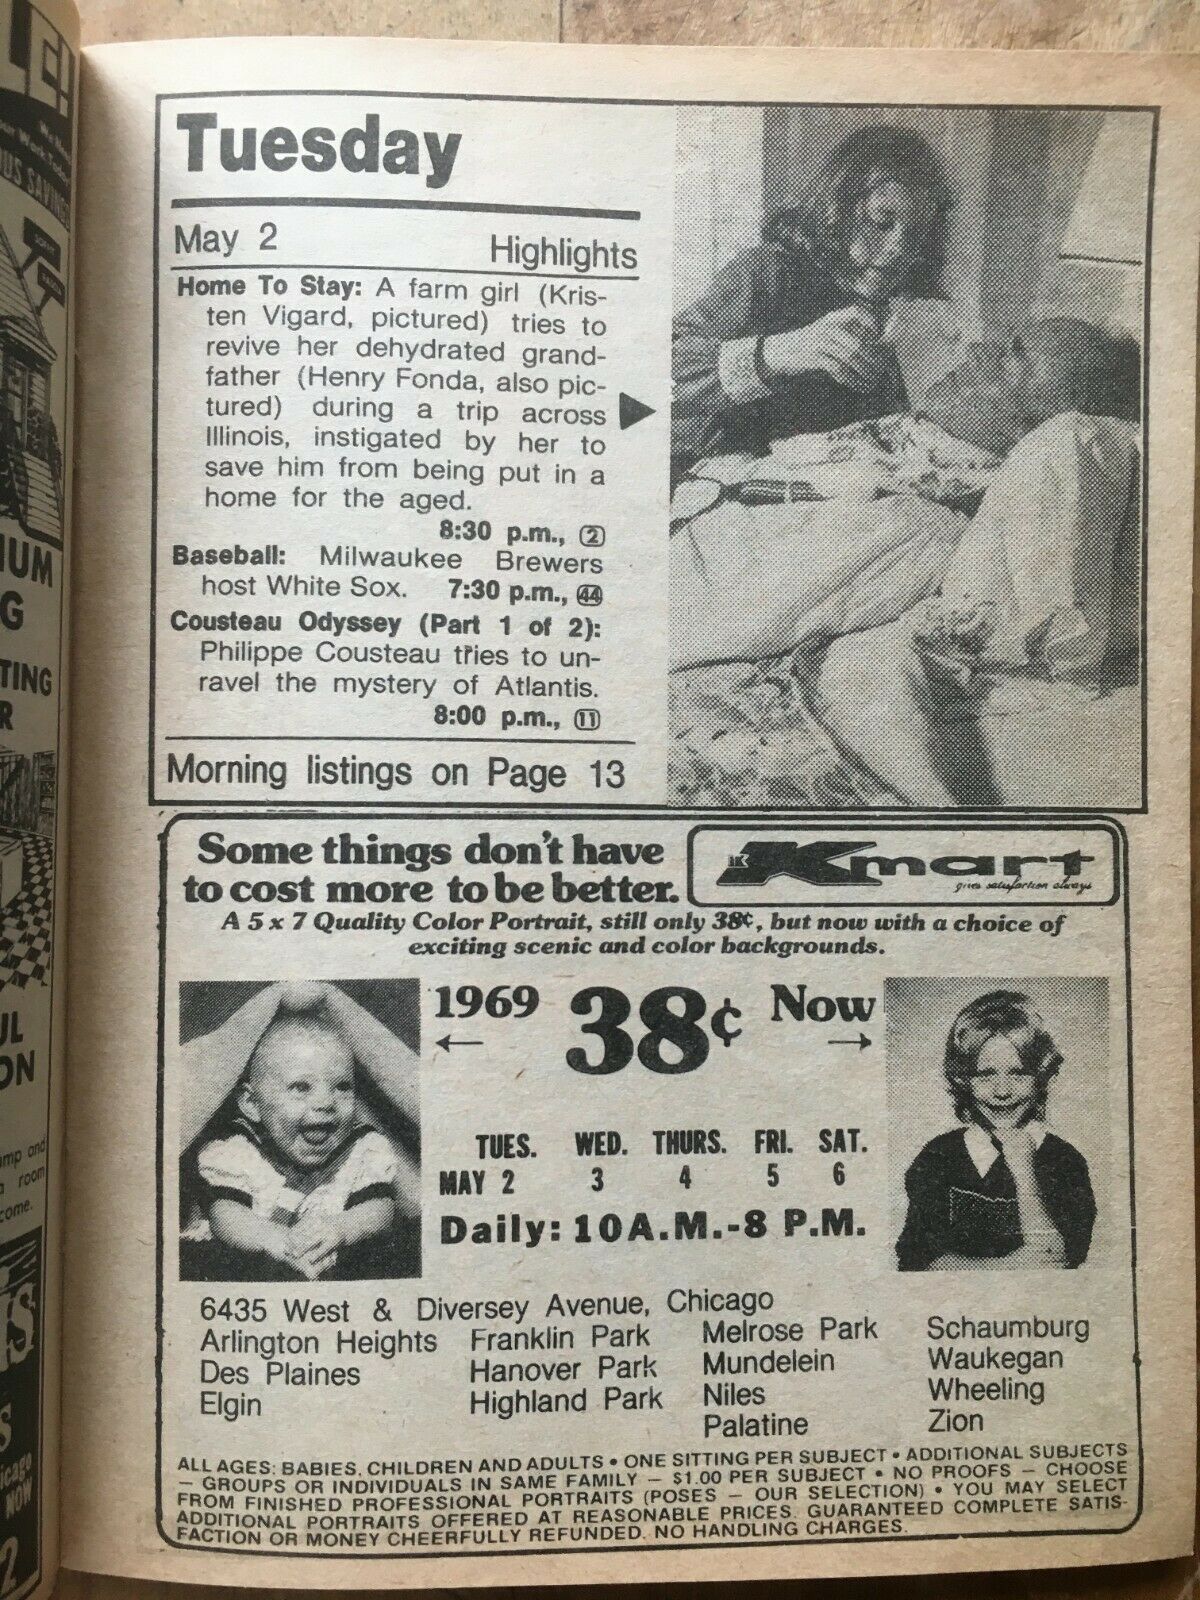 Tuesday
May 2 Highlights
Home To Stay: A farm girl (Kris-
ten Vigard, pictured) tries to
revive her dehydrated grand-
father (Henry Fonda, also pic-
tured) during a trip across
Illinois, instigated by her to
save him from being put in a
home for the aged.
8:30 p.m., 2
Baseball: Milwaukee Brewers
host White Sox. 7:30 p.m., 44
Cousteau Odyssey (Part 1 of 2):
Philippe Cousteau tries to un-
ravel the mystery of Atlantis.
8:00 p.m., 11
Morning listings on Page 13
Some things don't have
to cost more to be better.
Kmart
gives satisfaction always
A 5 x 7 Quality Color Portrait, still only 38¢, but now with a choice of
exciting scenic and color backgrounds.
1969 38¢ Now
TUES. WED. THURS. FRI. SAT.
MAY 2 3 4 5 6
Daily: 10 A.M.-8 P.M.
6435 West & Diversey Avenue, Chicago
Arlington Heights Franklin Park Melrose Park Schaumburg
Des Plaines Hanover Park Mundelein Waukegan
Elgin Highland Park Niles Wheeling
Palatine Zion
ALL AGES: BABIES, CHILDREN AND ADULTS • ONE SITTING PER SUBJECT • ADDITIONAL SUBJECTS
— GROUPS OR INDIVIDUALS IN SAME FAMILY — $1.00 PER SUBJECT • NO PROOFS — CHOOSE
FROM FINISHED PROFESSIONAL PORTRAITS (POSES — OUR SELECTION) • YOU MAY SELECT
ADDITIONAL PORTRAITS OFFERED AT REASONABLE PRICES. GUARANTEED COMPLETE SATIS-
FACTION OR MONEY CHEERFULLY REFUNDED. NO HANDLING CHARGES.